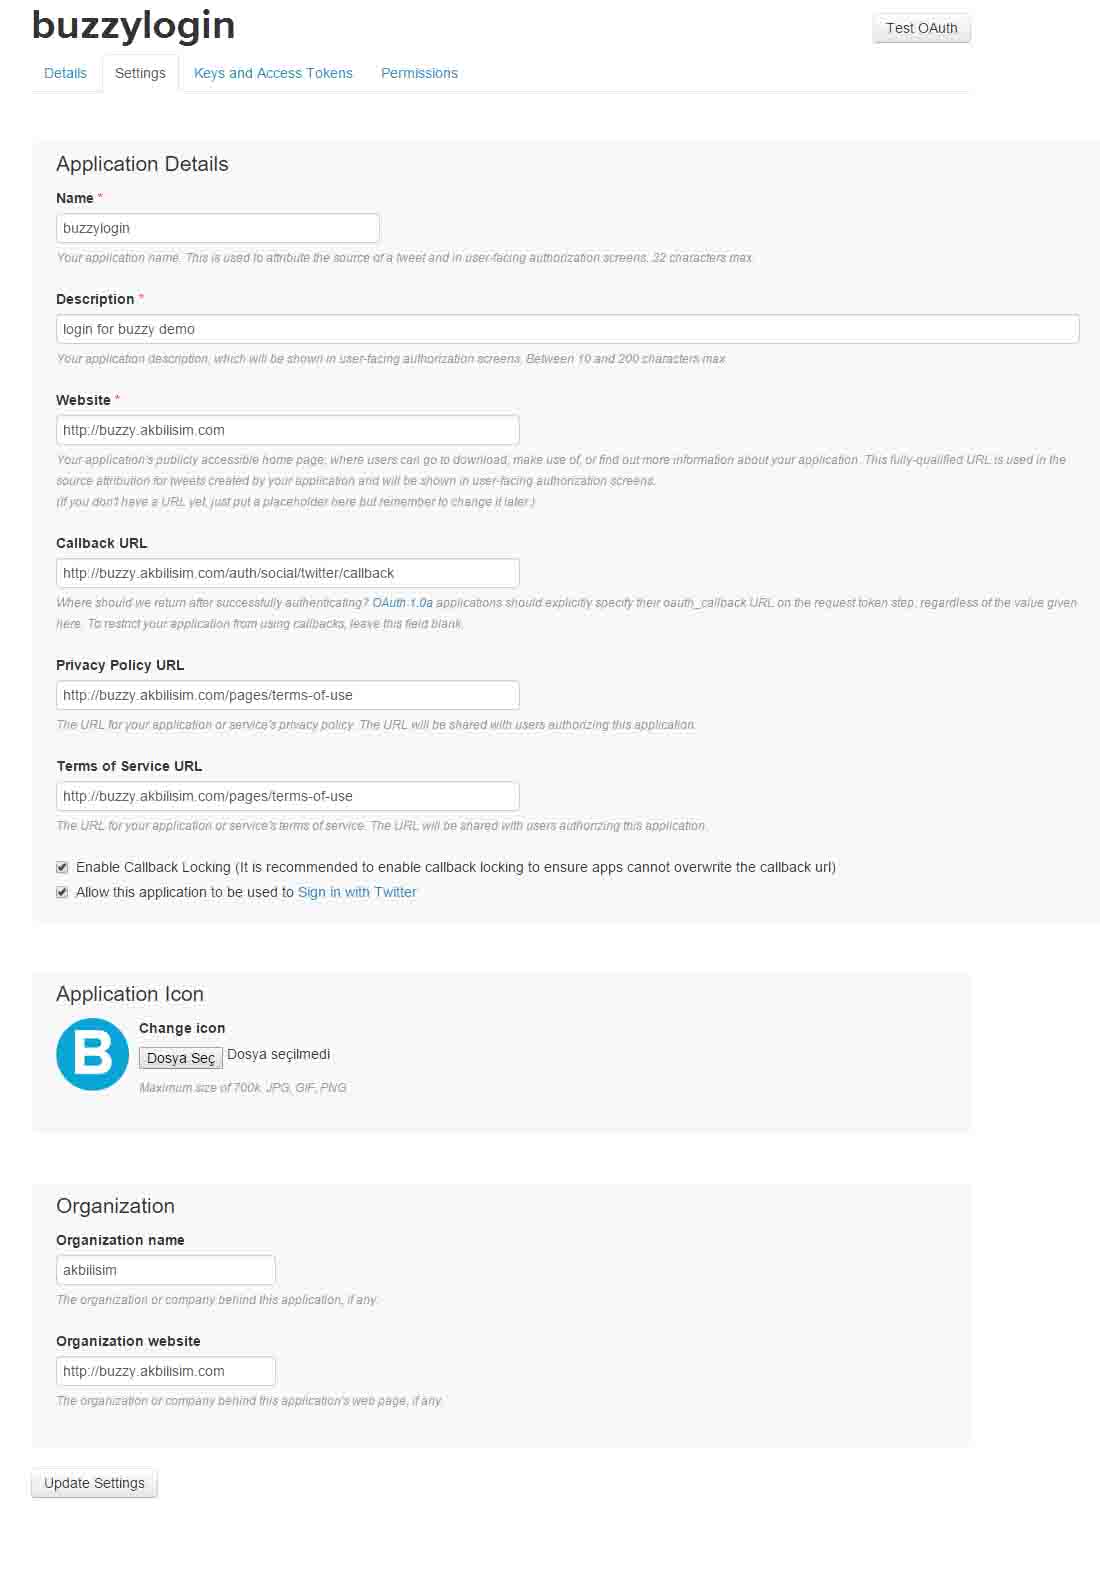 buzzylogin
Test OAuth
Details Settings Keys and Access Tokens Permissions
Application Details
Name *
buzzylogin
Your application name. This is used to attribute the source of a tweet and in user-facing authorization screens. 32 characters max.
Description *
login for buzzy demo
Your application description, which will be shown in user-facing authorization screens. Between 10 and 200 characters max.
Website *
http://buzzy.akbilisim.com
Your application's publicly accessible home page, where users can go to download, make use of, or find out more information about your application. This fully-qualified URL is used in the
source attribution for tweets created by your application and will be shown in user-facing authorization screens.
(If you don't have a URL yet, just put a placeholder here but remember to change it later.)
Callback URL
http://buzzy.akbilisim.com/auth/social/twitter/callback
Where should we return after successfully authenticating? OAuth 1.0a applications should explicitly specify their oauth_callback URL on the request token step, regardless of the value given
here. To restrict your application from using callbacks, leave this field blank.
Privacy Policy URL
http://buzzy.akbilisim.com/pages/terms-of-use
The URL for your application or service's privacy policy. The URL will be shared with users authorizing this application.
Terms of Service URL
http://buzzy.akbilisim.com/pages/terms-of-use
The URL for your application or service's terms of service. The URL will be shared with users authorizing this application.
Enable Callback Locking (It is recommended to enable callback locking to ensure apps cannot overwrite the callback url)
Allow this application to be used to Sign in with Twitter
Application Icon
B
Change icon
Dosya Seç Dosya seçilmedi
Maximum size of 700k. JPG, GIF, PNG.
Organization
Organization name
akbilisim
The organization or company behind this application, if any.
Organization website
http://buzzy.akbilisim.com
The organization or company behind this application's web page, if any.
Update Settings